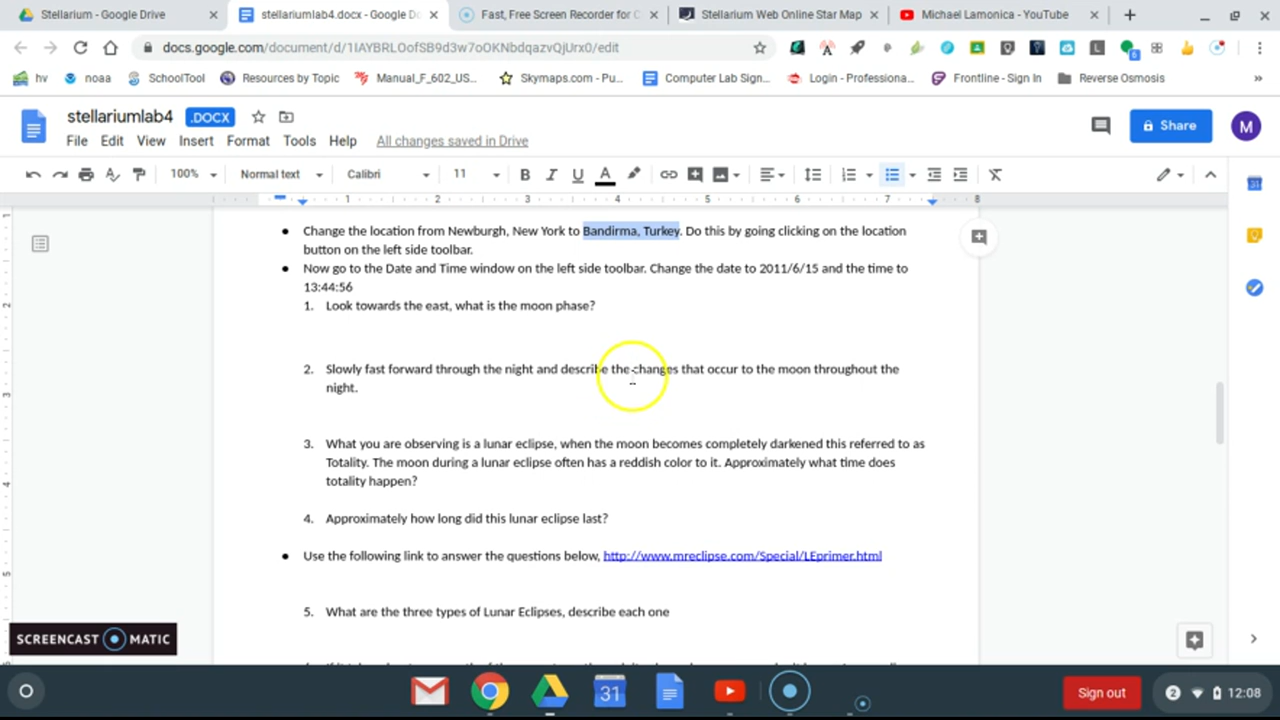 Stellarium - Google Drive
stellariumlab4.docx - Google Do
Fast, Free Screen Recorder for C
Stellarium Web Online Star Map
Michael Lamonica - YouTube
docs.google.com/document/d/1IAYBRLOofSB9d3w7oOKNbdqazvQjUrx0/edit
hv
noaa
SchoolTool
Resources by Topic
Manual_F_602_US...
Skymaps.com - Pu...
Computer Lab Sign...
Login - Professiona...
Frontline - Sign In
Reverse Osmosis
»
stellariumlab4
.DOCX
File Edit View Insert Format Tools Help All changes saved in Drive
Share
M
100% Normal text Calibri 11 B I U A
1 2 3 4 5 6 7 8
• Change the location from Newburgh, New York to Bandirma, Turkey. Do this by going clicking on the location
button on the left side toolbar.
• Now go to the Date and Time window on the left side toolbar. Change the date to 2011/6/15 and the time to
13:44:56
1. Look towards the east, what is the moon phase?
2. Slowly fast forward through the night and describe the changes that occur to the moon throughout the
night.
3. What you are observing is a lunar eclipse, when the moon becomes completely darkened this referred to as
Totality. The moon during a lunar eclipse often has a reddish color to it. Approximately what time does
totality happen?
4. Approximately how long did this lunar eclipse last?
• Use the following link to answer the questions below, http://www.mreclipse.com/Special/LEprimer.html
5. What are the three types of Lunar Eclipses, describe each one
SCREENCAST MATIC
31
Sign out
2
12:08